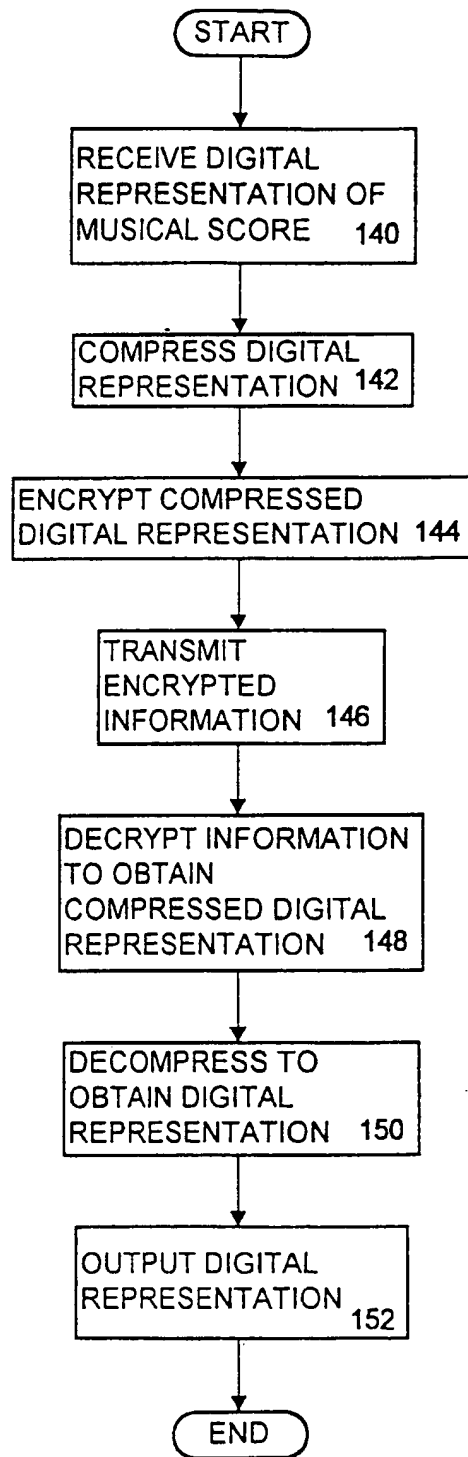 START
RECEIVE DIGITAL
REPRESENTATION OF
MUSICAL SCORE 140
COMPRESS DIGITAL
REPRESENTATION 142
ENCRYPT COMPRESSED
DIGITAL REPRESENTATION 144
TRANSMIT
ENCRYPTED
INFORMATION 146
DECRYPT INFORMATION
TO OBTAIN
COMPRESSED DIGITAL
REPRESENTATION 148
DECOMPRESS TO
OBTAIN DIGITAL
REPRESENTATION 150
OUTPUT DIGITAL
REPRESENTATION
152
END